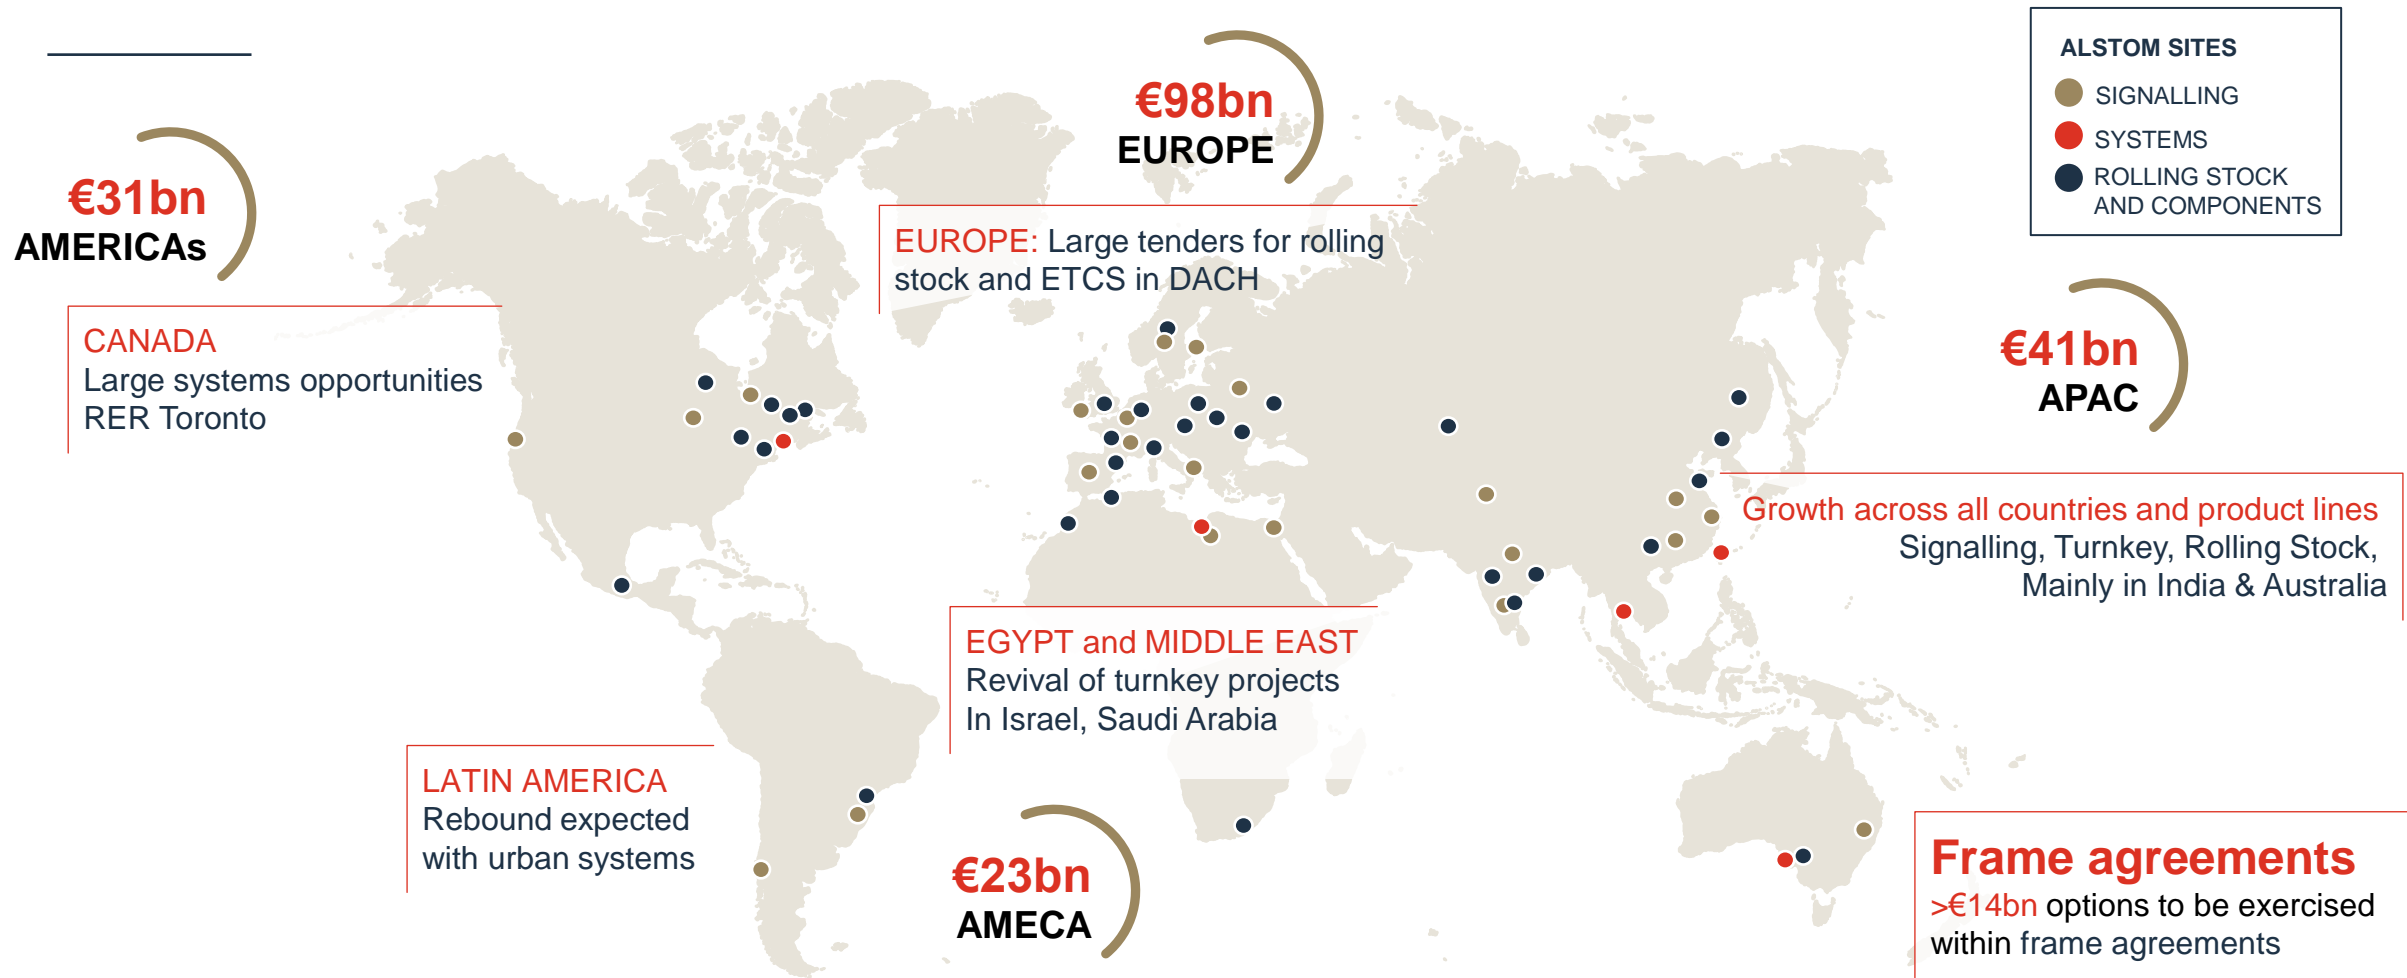 ALSTOM SITES
SIGNALLING
SYSTEMS
ROLLING STOCK
AND COMPONENTS
€98bn
EUROPE
€31bn
AMERICAs
EUROPE: Large tenders for rolling
stock and ETCS in DACH
CANADA
Large systems opportunities
RER Toronto
€41bn
APAC
Growth across all countries and product lines
Signalling, Turnkey, Rolling Stock,
Mainly in India & Australia
EGYPT and MIDDLE EAST
Revival of turnkey projects
In Israel, Saudi Arabia
LATIN AMERICA
Rebound expected
with urban systems
€23bn
AMECA
Frame agreements
>€14bn options to be exercised
within frame agreements